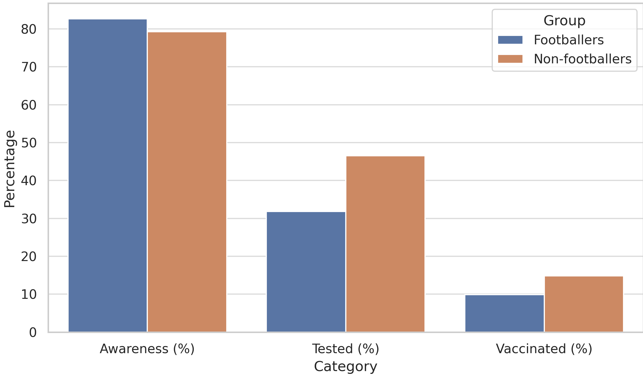 Group
Footballers
Non-footballers
Percentage
80
70
60
50
40
30
20
10
0
Awareness (%)
Tested (%)
Vaccinated (%)
Category